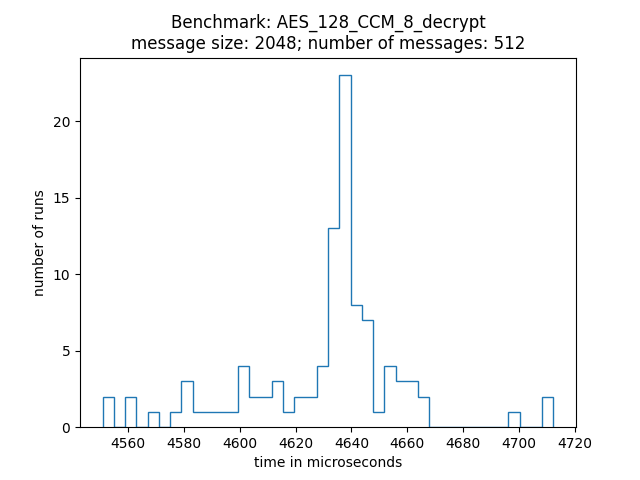 Benchmark: AES_128_CCM_8_decrypt
message size: 2048; number of messages: 512
number of runs
20
15
10
5
0
4560 4580 4600 4620 4640 4660 4680 4700 4720
time in microseconds